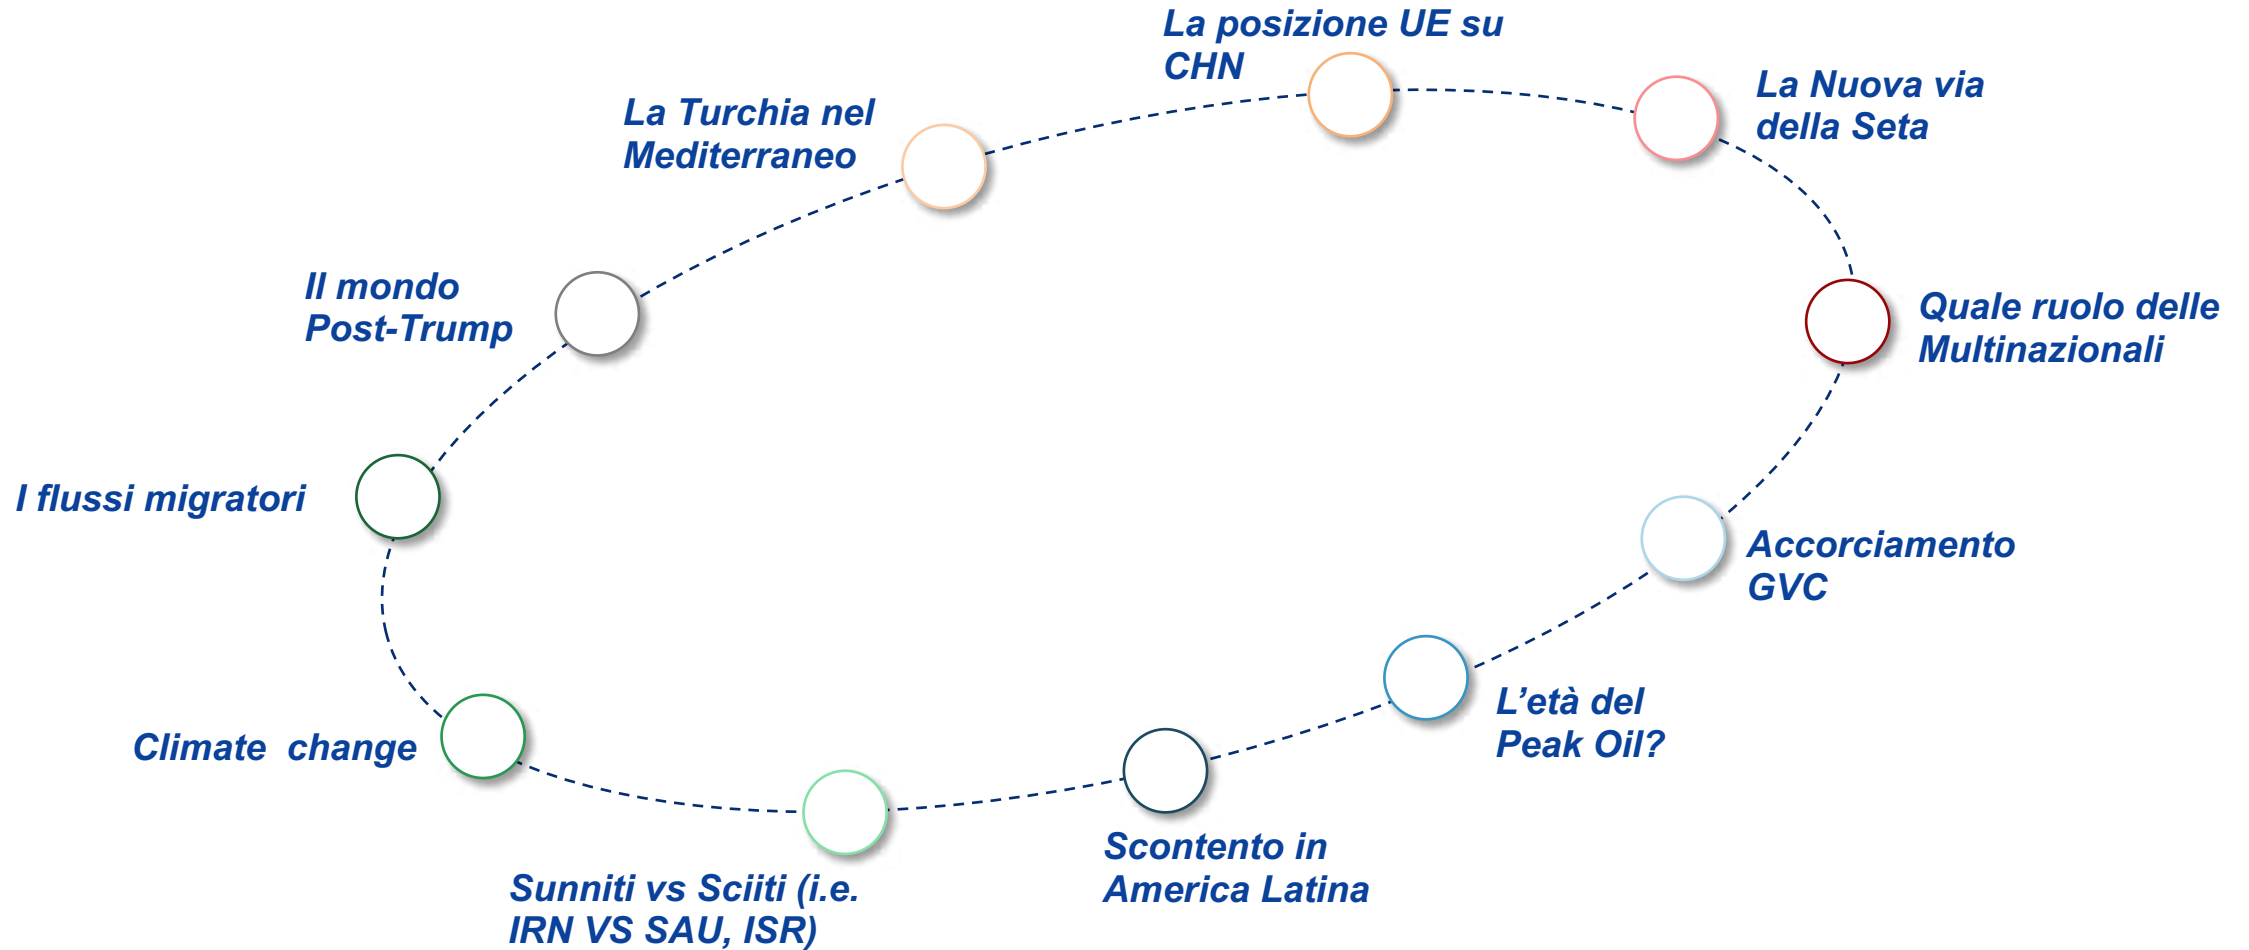 La posizione UE su
CHN
La Nuova via
della Seta
La Turchia nel
Mediterraneo
Il mondo
Post-Trump
Quale ruolo delle
Multinazionali
I flussi migratori
Accorciamento
GVC
L’età del
Peak Oil?
Climate  change
Scontento in
America Latina
Sunniti vs Sciiti (i.e.
IRN VS SAU, ISR)